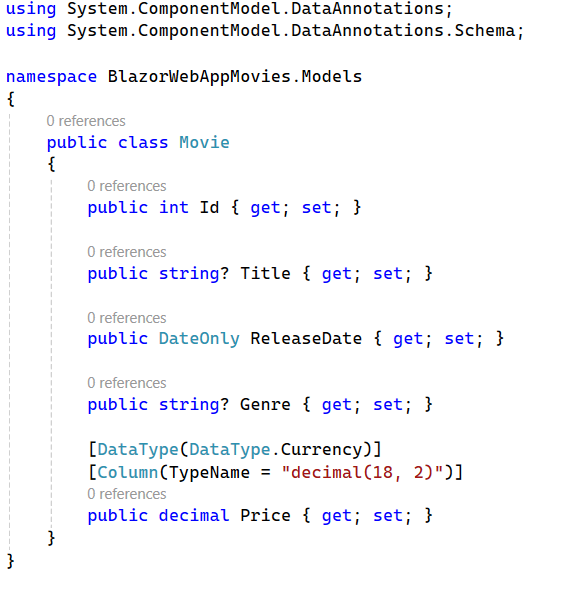 using System.ComponentModel.DataAnnotations;
using System.ComponentModel.DataAnnotations.Schema;
namespace BlazorWebAppMovies.Models
{
0 references
public class Movie
{
0 references
public int Id { get; set; }
0 references
public string? Title { get; set; }
0 references
public DateOnly ReleaseDate { get; set; }
0 references
public string? Genre { get; set; }
[DataType(DataType.Currency)]
[Column(TypeName = "decimal(18, 2)")]
0 references
public decimal Price { get; set; }
}
}